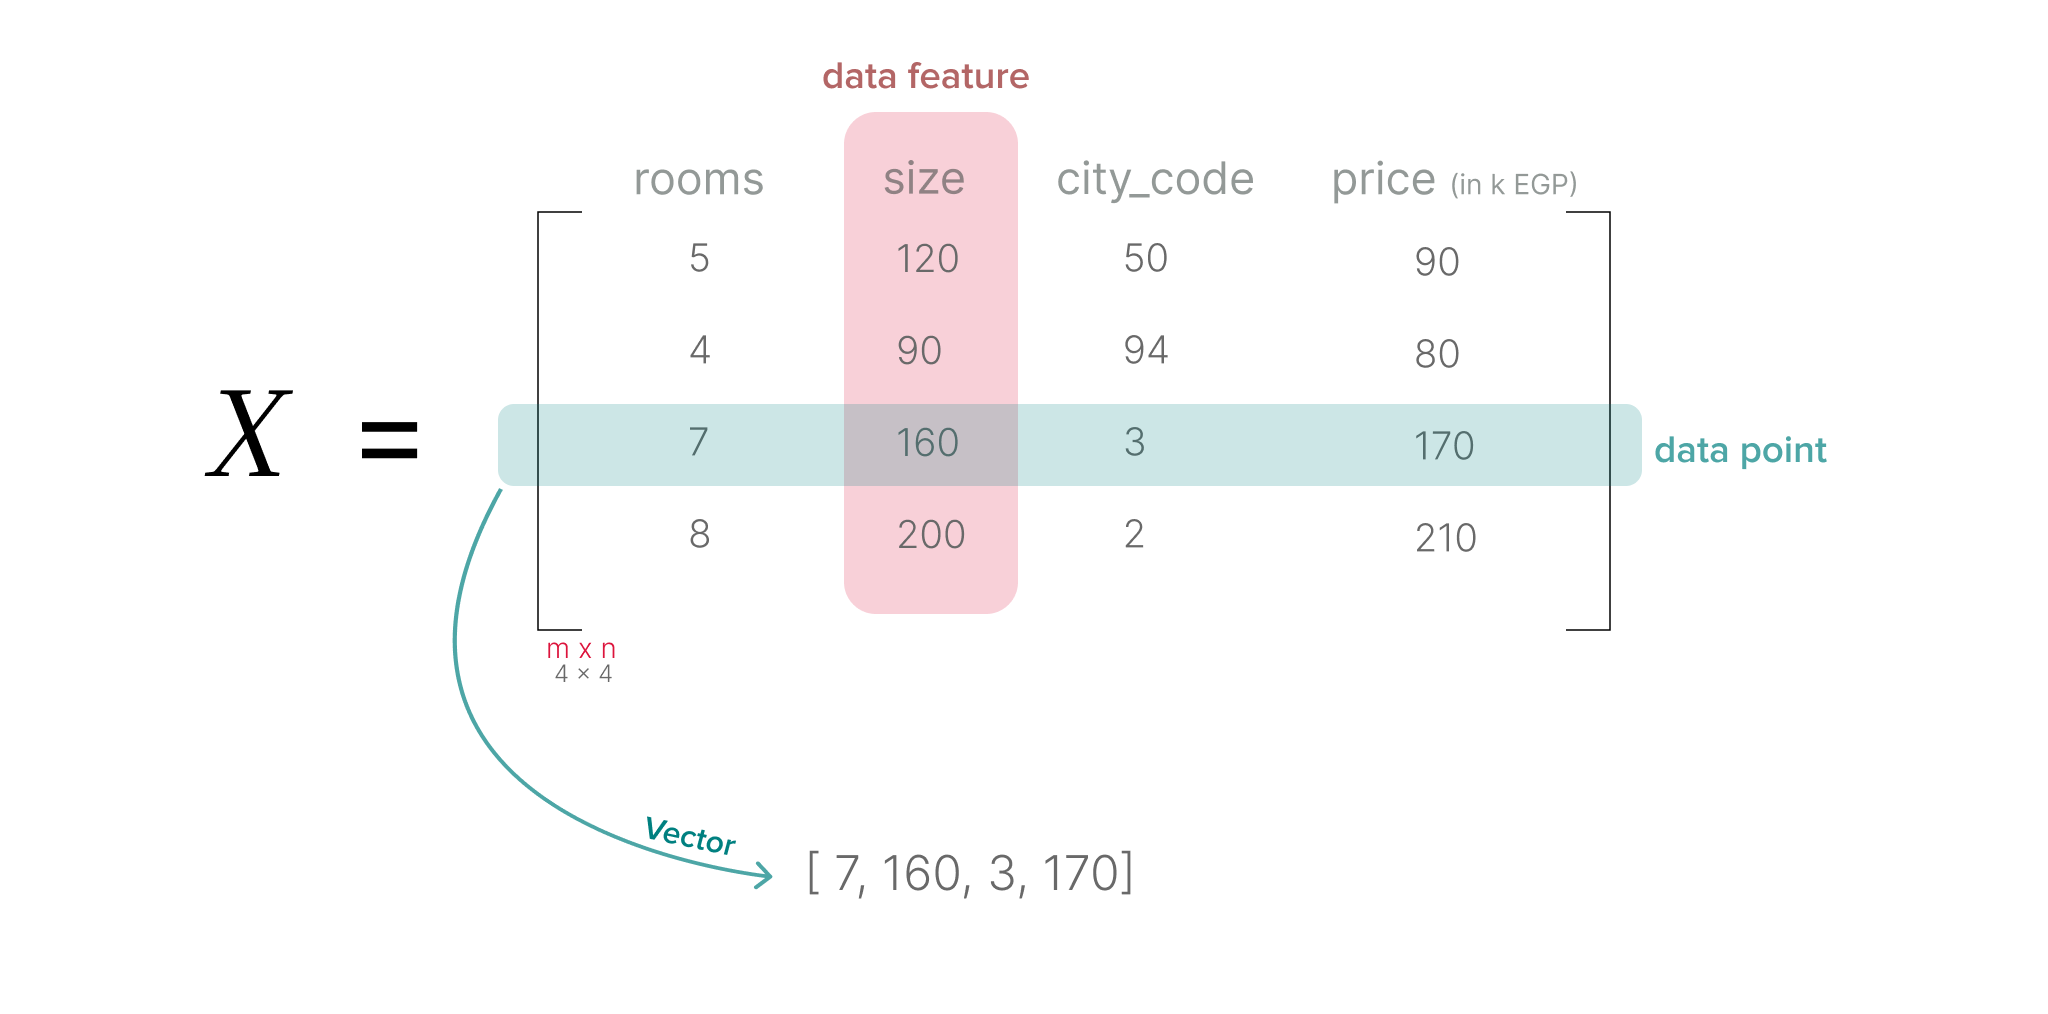 data feature
rooms size city_code price (in k EGP)
5 120 50 90
4 90 94 80
X = 7 160 3 170 data point
8 200 2 210
m x n
4 × 4
Vector
[ 7, 160, 3, 170]